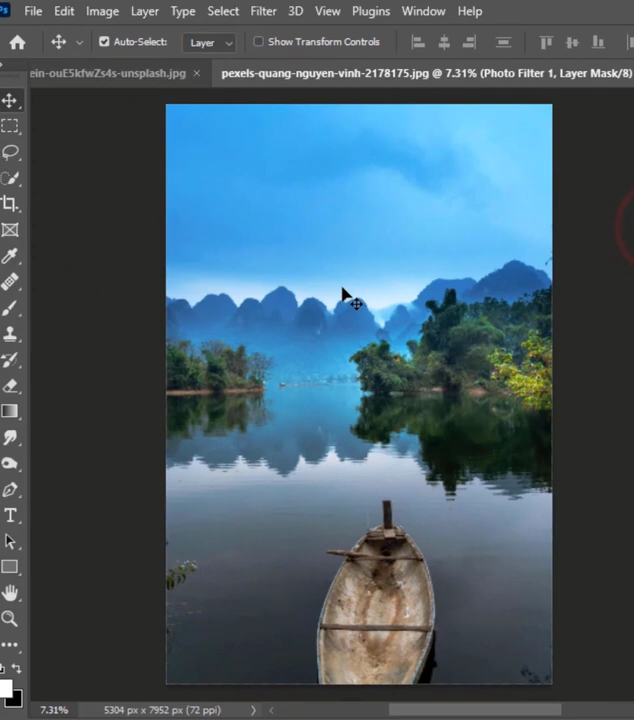 Ps File Edit Image Layer Type Select Filter 3D View Plugins Window Help
Auto-Select: Layer Show Transform Controls
ein-ouE5kfwZs4s-unsplash.jpg × pexels-quang-nguyen-vinh-2178175.jpg @ 7.31% (Photo Filter 1, Layer Mask/8)
T
7.31% 5304 px x 7952 px (72 ppi)